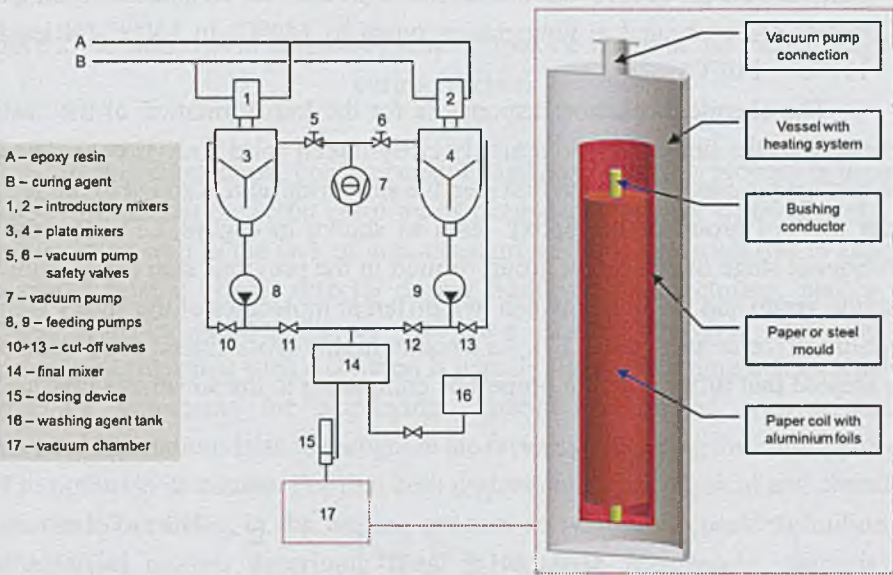 A
B
1
2
5
6
3
4
7
8
9
10
11
12
13
14
16
15
17
A – epoxy resin
B – curing agent
1, 2 – introductory mixers
3, 4 – plate mixers
5, 6 – vacuum pump
safety valves
7 – vacuum pump
8, 9 – feeding pumps
10÷13 – cut-off valves
14 – final mixer
15 – dosing device
16 – washing agent tank
17 – vacuum chamber
Vacuum pump
connection
Vessel with
heating system
Bushing
conductor
Paper or steel
mould
Paper coil with
aluminium foils